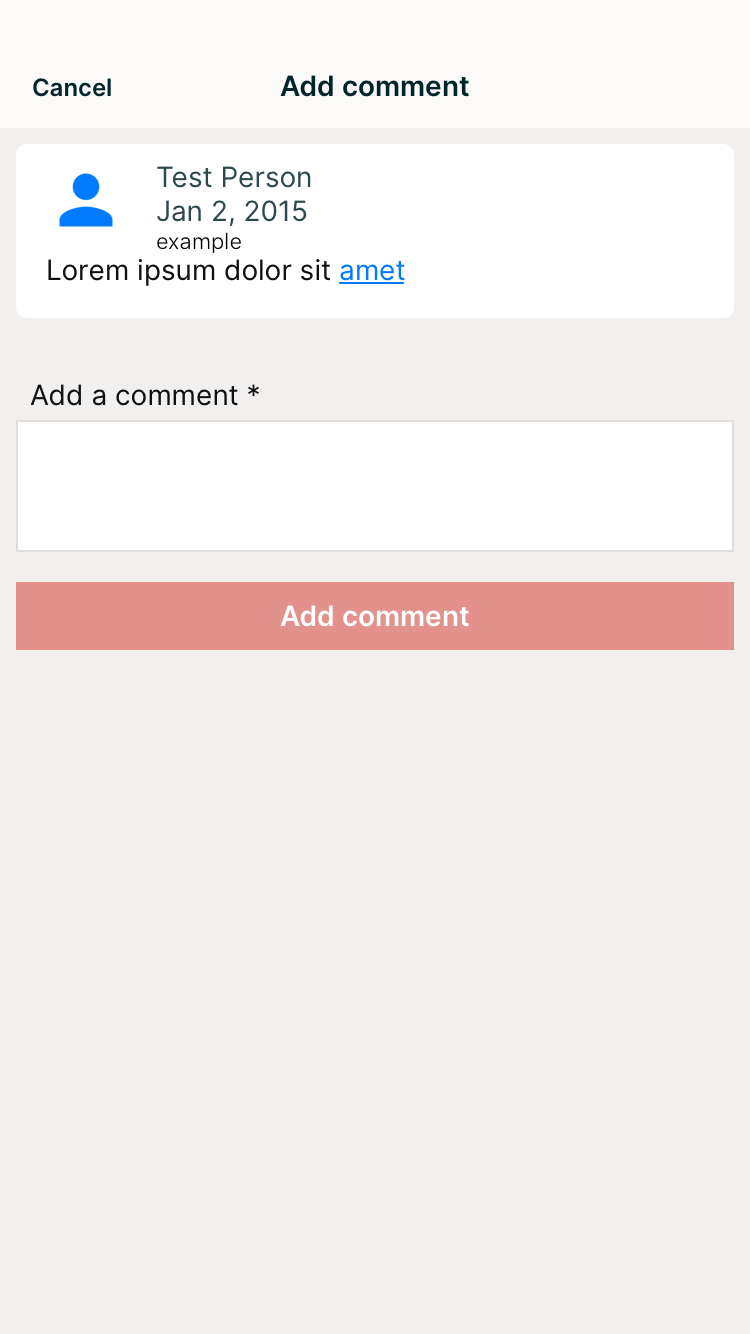 Cancel
Add comment
Test Person
Jan 2, 2015
example
Lorem ipsum dolor sit amet
Add a comment *
Add comment